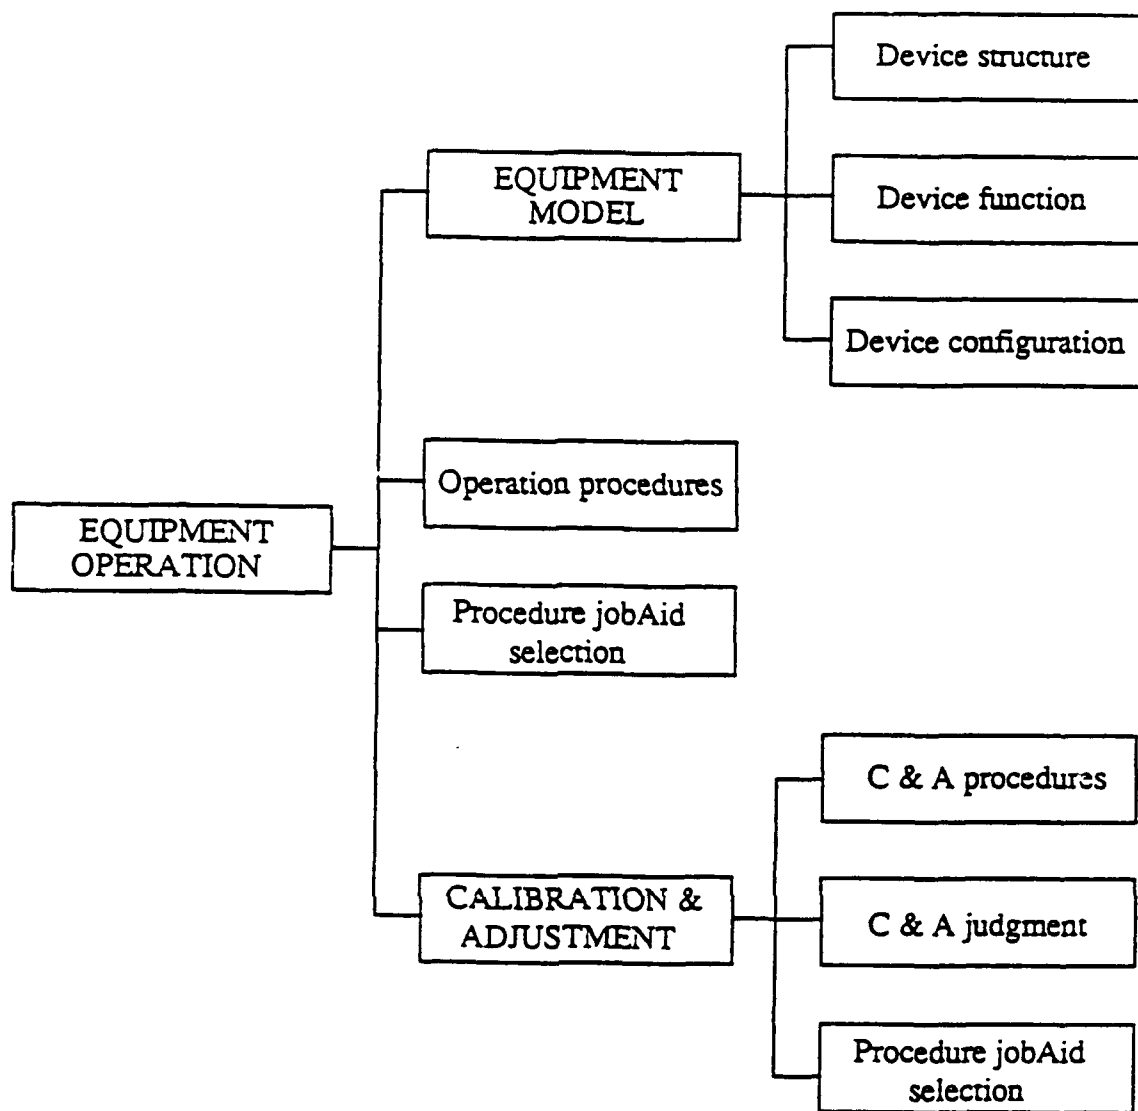 Device structure
EQUIPMENT
MODEL
Device function
Device configuration
Operation procedures
EQUIPMENT
OPERATION
Procedure jobAid
selection
C & A procedures
CALIBRATION &
ADJUSTMENT
C & A judgment
Procedure jobAid
selection